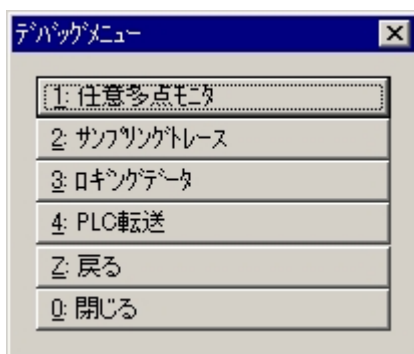 ﾃﾞﾊﾞｯｸﾞﾒﾆｭｰ
1: 任意多点ﾓﾆﾀ
2: ｻﾝﾌﾟﾘﾝｸﾞﾄﾚｰｽ
3: ﾛｷﾞﾝｸﾞﾃﾞｰﾀ
4: PLC転送
Z: 戻る
0: 閉じる